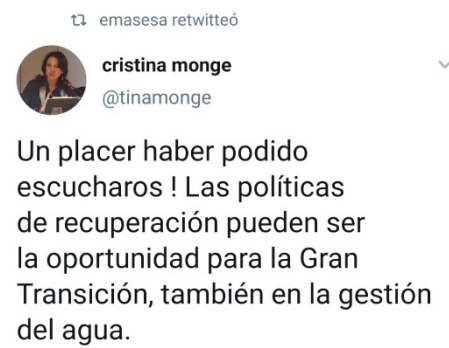 emasesa retwitteó
cristina monge
@tinamonge
Un placer haber podido
escucharos ! Las políticas
de recuperación pueden ser
la oportunidad para la Gran
Transición, también en la gestión
del agua.